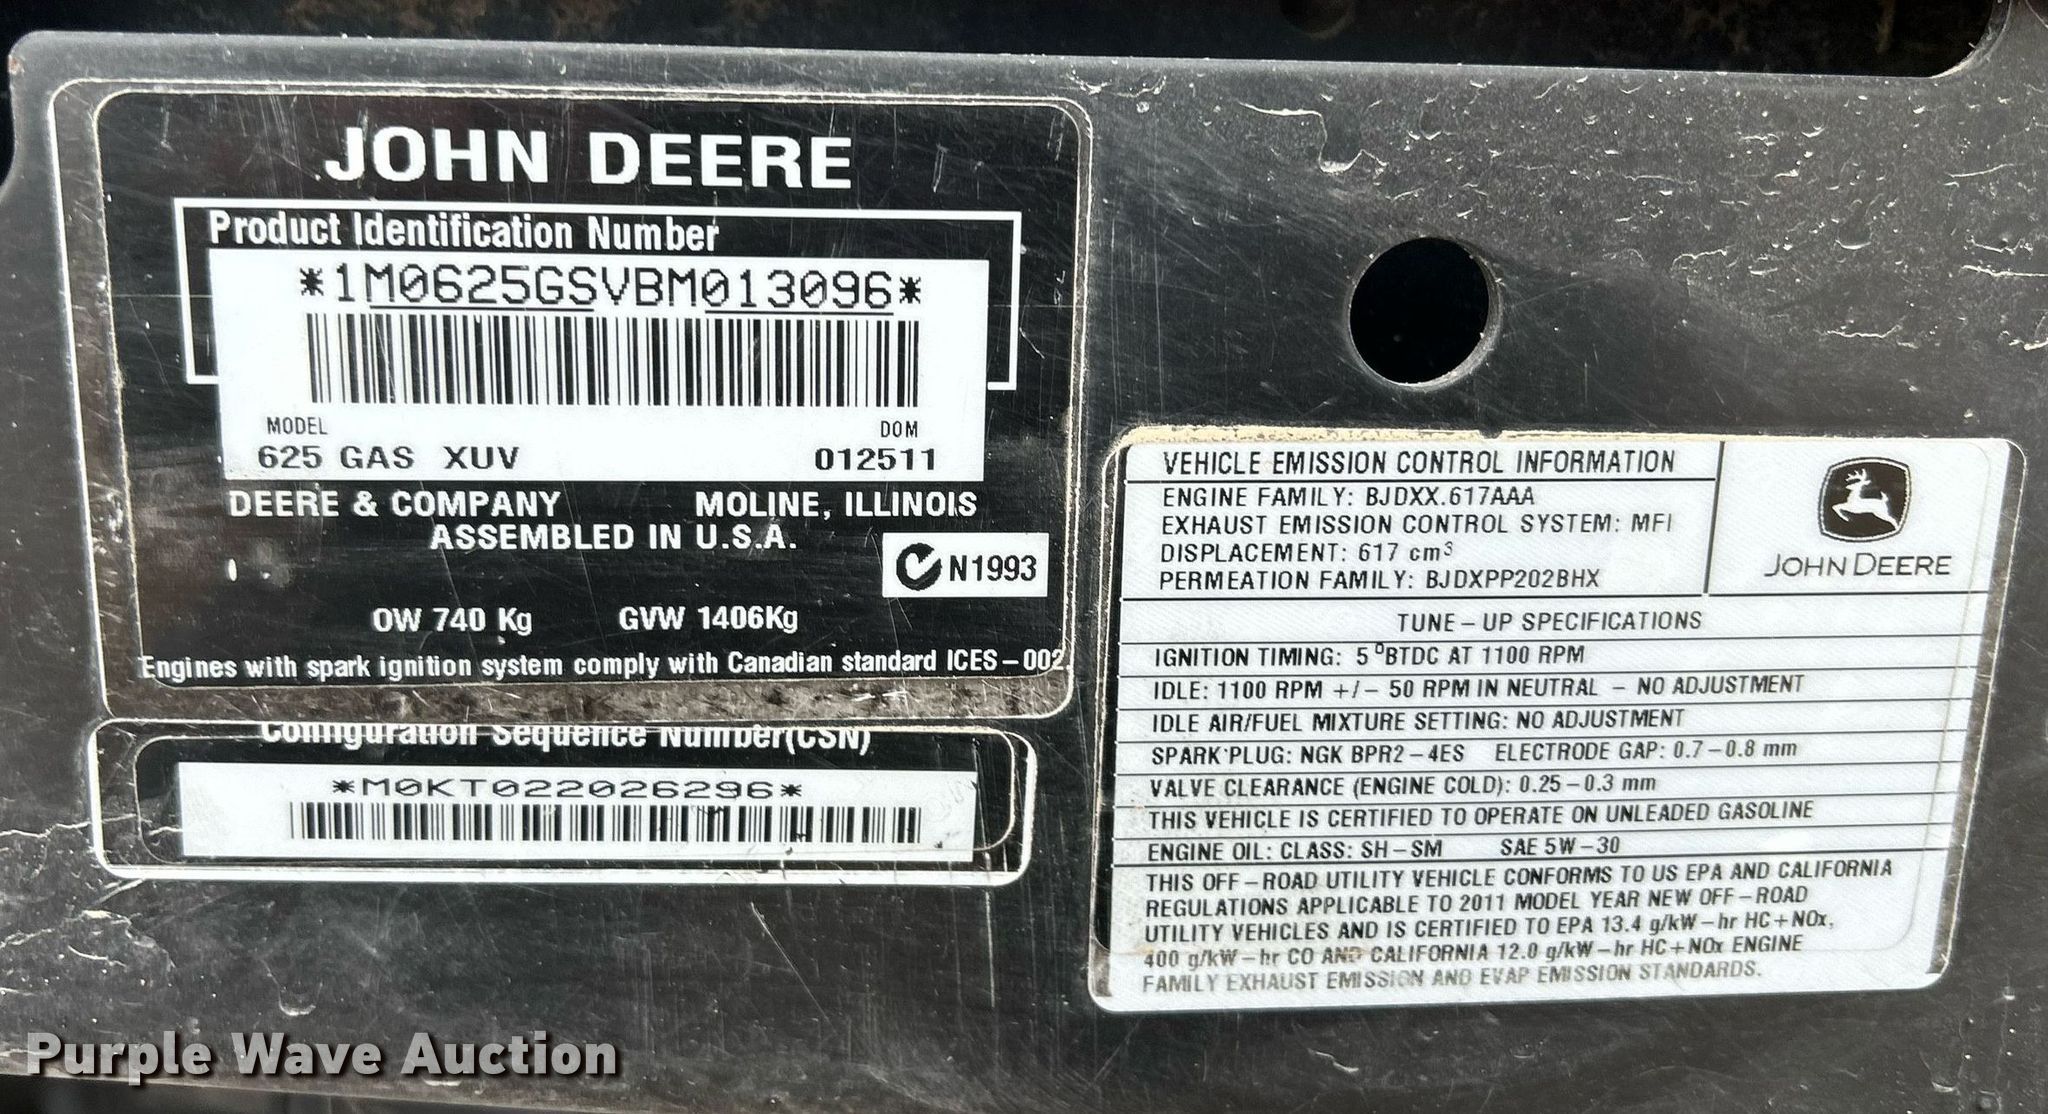 JOHN DEERE
Product Identification Number
*1M0625GSVBM013096*
MODEL DOM
625 GAS XUV 012511
DEERE & COMPANY MOLINE, ILLINOIS
ASSEMBLED IN U.S.A.
N1993
OW 740 Kg GVW 1406Kg
Engines with spark ignition system comply with Canadian standard ICES-002.
Configuration Sequence Number(CSN)
*M0KT022026296*
VEHICLE EMISSION CONTROL INFORMATION
ENGINE FAMILY: BJDXX.617AAA
EXHAUST EMISSION CONTROL SYSTEM: MFI
DISPLACEMENT: 617 cm³
PERMEATION FAMILY: BJDXPP202BHX
JOHN DEERE
TUNE-UP SPECIFICATIONS
IGNITION TIMING: 5 °BTDC AT 1100 RPM
IDLE: 1100 RPM +/- 50 RPM IN NEUTRAL - NO ADJUSTMENT
IDLE AIR/FUEL MIXTURE SETTING: NO ADJUSTMENT
SPARK PLUG: NGK BPR2-4ES ELECTRODE GAP: 0.7-0.8 mm
VALVE CLEARANCE (ENGINE COLD): 0.25-0.3 mm
THIS VEHICLE IS CERTIFIED TO OPERATE ON UNLEADED GASOLINE
ENGINE OIL: CLASS: SH-SM SAE 5W-30
THIS OFF-ROAD UTILITY VEHICLE CONFORMS TO US EPA AND CALIFORNIA
REGULATIONS APPLICABLE TO 2011 MODEL YEAR NEW OFF-ROAD
UTILITY VEHICLES AND IS CERTIFIED TO EPA 13.4 g/kW-hr HC+NOx,
400 g/kW-hr CO AND CALIFORNIA 12.0 g/kW-hr HC+NOx ENGINE
FAMILY EXHAUST EMISSION AND EVAP EMISSION STANDARDS.
Purple Wave Auction